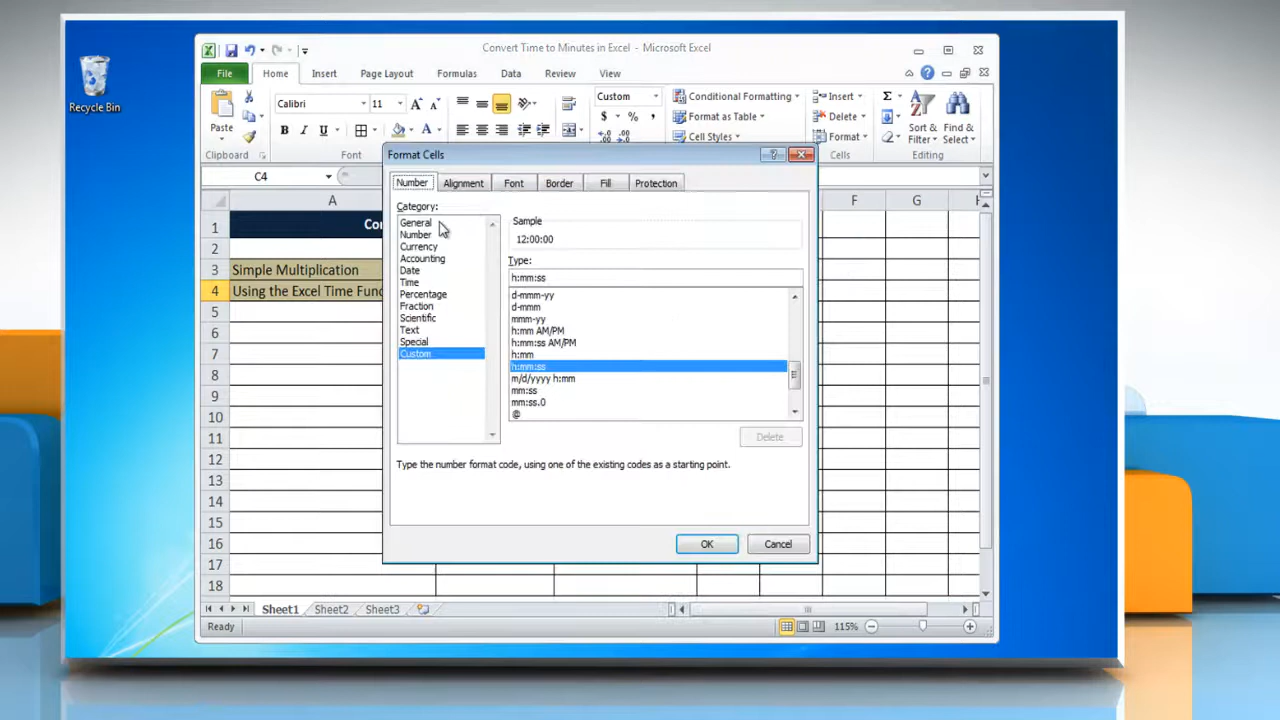 Recycle Bin
Convert Time to Minutes in Excel - Microsoft Excel
File Home Insert Page Layout Formulas Data Review View
Paste
Calibri 11
B I U
Custom
$ % ,
Conditional Formatting
Format as Table
Cell Styles
Insert
Delete
Format
Sort & Filter
Find & Select
Clipboard Font Cells Editing
C4
A F G H
1
2
3 Simple Multiplication
4 Using the Excel Time Func
5
6
7
8
9
10
11
12
13
14
15
16
17
18
Format Cells
Number Alignment Font Border Fill Protection
Category:
General
Number
Currency
Accounting
Date
Time
Percentage
Fraction
Scientific
Text
Special
Custom
Sample
12:00:00
Type:
h:mm:ss
d-mmm-yy
d-mmm
mmm-yy
h:mm AM/PM
h:mm:ss AM/PM
h:mm
h:mm:ss
m/d/yyyy h:mm
mm:ss
mm:ss.0
@
Delete
Type the number format code, using one of the existing codes as a starting point.
OK Cancel
Sheet1 Sheet2 Sheet3
Ready 115%